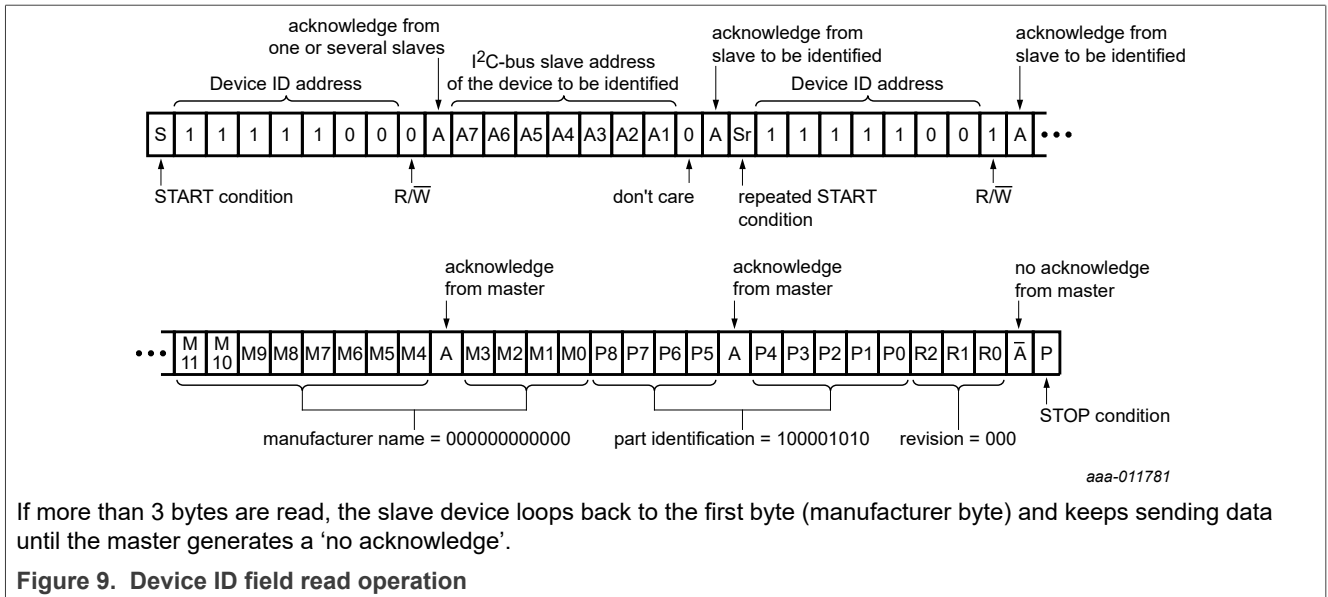 acknowledge from
one or several slaves
acknowledge from
slave to be identified
acknowledge from
slave to be identified
I2C-bus slave address
of the device to be identified
Device ID address
Device ID address
S 1 1 1 1 1 0 0 0 A A7 A6 A5 A4 A3 A2 A1 0 A Sr 1 1 1 1 1 0 0 1 A •••
START condition
R/W̅
don't care
repeated START
condition
R/W̅
acknowledge
from master
acknowledge
from master
no acknowledge
from master
••• M11 M10 M9 M8 M7 M6 M5 M4 A M3 M2 M1 M0 P8 P7 P6 P5 A P4 P3 P2 P1 P0 R2 R1 R0 A̅ P
STOP condition
manufacturer name = 000000000000
part identification = 100001010
revision = 000
aaa-011781
If more than 3 bytes are read, the slave device loops back to the first byte (manufacturer byte) and keeps sending data
until the master generates a ‘no acknowledge’.
Figure 9. Device ID field read operation